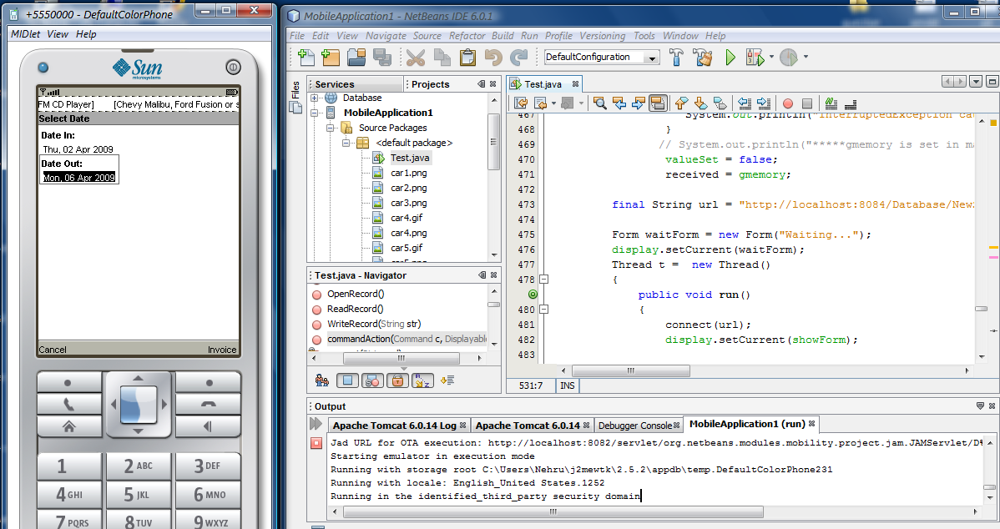 +5550000 - DefaultColorPhone
MIDlet View Help
Sun
microsystems
FM CD Player] [Chevy Malibu, Ford Fusion or s
Select Date
Date In:
Thu, 02 Apr 2009
Date Out:
Mon, 06 Apr 2009
Cancel Invoice
1 2 ABC 3 DEF
4 GHI 5 JKL 6 MNO
7 PQRS 8 TUV 9 WXYZ
MobileApplication1 - NetBeans IDE 6.0.1
File Edit View Navigate Source Refactor Build Run Profile Versioning Tools Window Help
DefaultConfiguration
Files
Services Projects
Database
MobileApplication1
Source Packages
<default package>
Test.java
car1.png
car2.png
car3.png
car4.gif
car4.png
car5.gif
car5.png
Test.java - Navigator
OpenRecord()
ReadRecord()
WriteRecord(String str)
commandAction(Command c, Displayable
Test.java
467 System.out.println("InterruptedException
468 }
469 // System.out.println("*****gmemory is set in ma
470 valueSet = false;
471 received = gmemory;
472
473 final String url = "http://localhost:8084/Database/New
474
475 Form waitForm = new Form("Waiting...");
476 display.setCurrent(waitForm);
477 Thread t = new Thread()
478 {
public void run()
480 {
481 connect(url);
482 display.setCurrent(showForm);
483
531:7 INS
Output
Apache Tomcat 6.0.14 Log Apache Tomcat 6.0.14 Debugger Console MobileApplication1 (run)
Jad URL for OTA execution: http://localhost:8082/servlet/org.netbeans.modules.mobility.project.jam.JAMServlet/D%
Starting emulator in execution mode
Running with storage root C:\Users\Nehru\j2mewtk\2.5.2\appdb\temp.DefaultColorPhone231
Running with locale: English_United States.1252
Running in the identified_third_party security domain